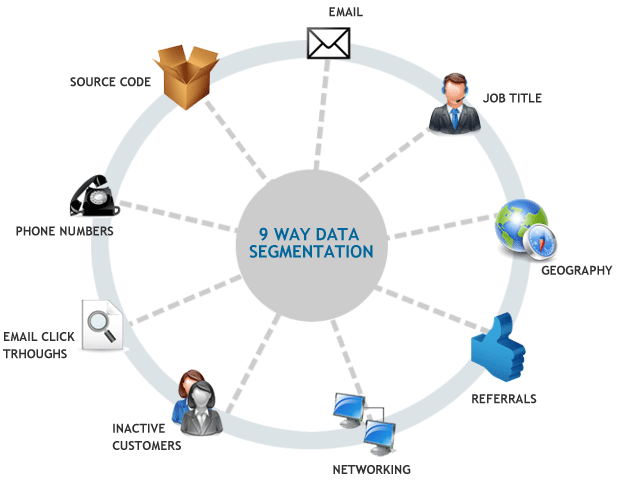 EMAIL
SOURCE CODE
JOB TITLE
PHONE NUMBERS
9 WAY DATA
SEGMENTATION
GEOGRAPHY
EMAIL CLICK
TRHOUGHS
REFERRALS
INACTIVE
CUSTOMERS
NETWORKING